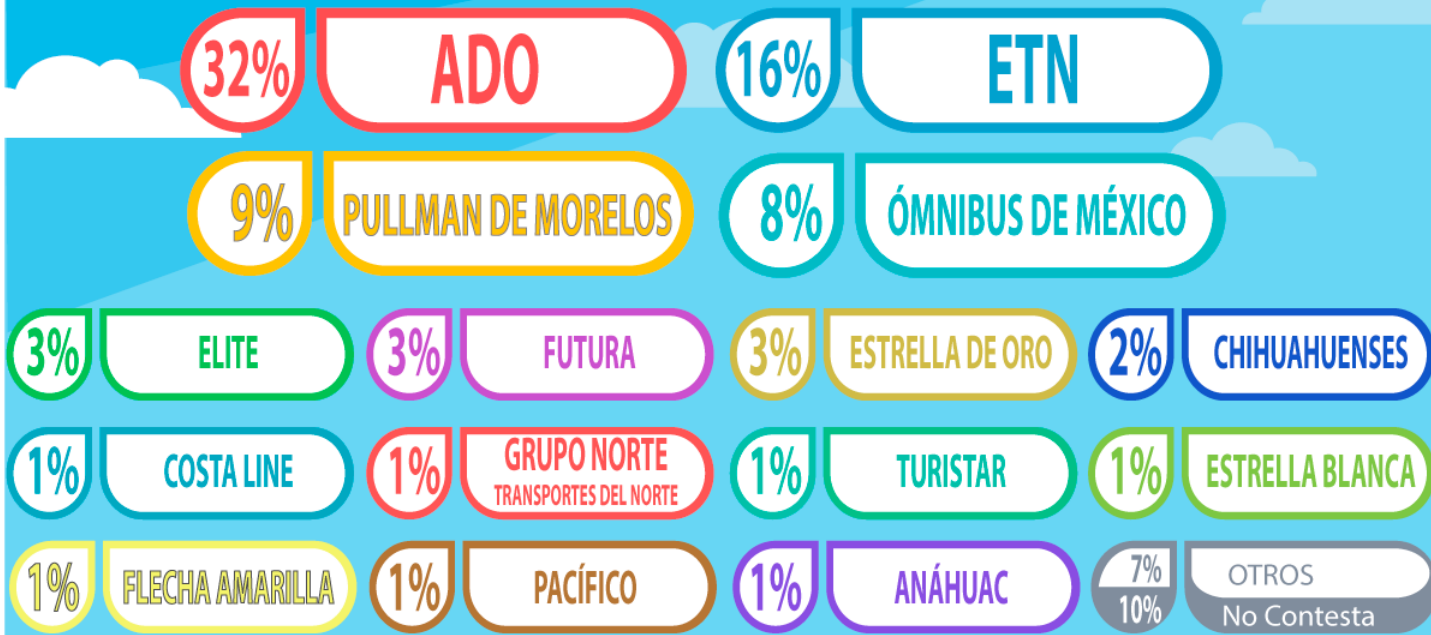 32% ADO 16% ETN
9% PULLMAN DE MORELOS 8% ÓMNIBUS DE MÉXICO
3% ELITE 3% FUTURA 3% ESTRELLA DE ORO 2% CHIHUAHUENSES
1% COSTA LINE 1% GRUPO NORTE
TRANSPORTES DEL NORTE 1% TURISTAR 1% ESTRELLA BLANCA
1% FLECHA AMARILLA 1% PACÍFICO 1% ANÁHUAC 7% OTROS
10% No Contesta